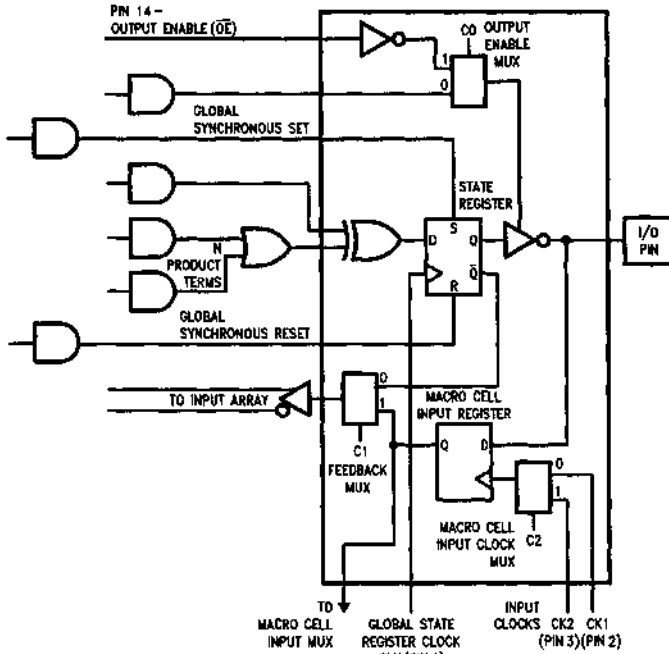 PIN 14-
OUTPUT ENABLE (OE)
C0
OUTPUT
ENABLE
MUX
1
0
GLOBAL
SYNCHRONOUS SET
STATE
REGISTER
S
D
Q
Q
R
I/O
PIN
N
PRODUCT
TERMS
GLOBAL
SYNCHRONOUS RESET
0
1
MACRO CELL
INPUT REGISTER
TO INPUT ARRAY
C1
FEEDBACK
MUX
Q
D
0
1
C2
MACRO CELL
INPUT CLOCK
MUX
TO
MACRO CELL
INPUT MUX
GLOBAL STATE
REGISTER CLOCK
INPUT
CLOCKS
CK2
(PIN 3)
CK1
(PIN 2)